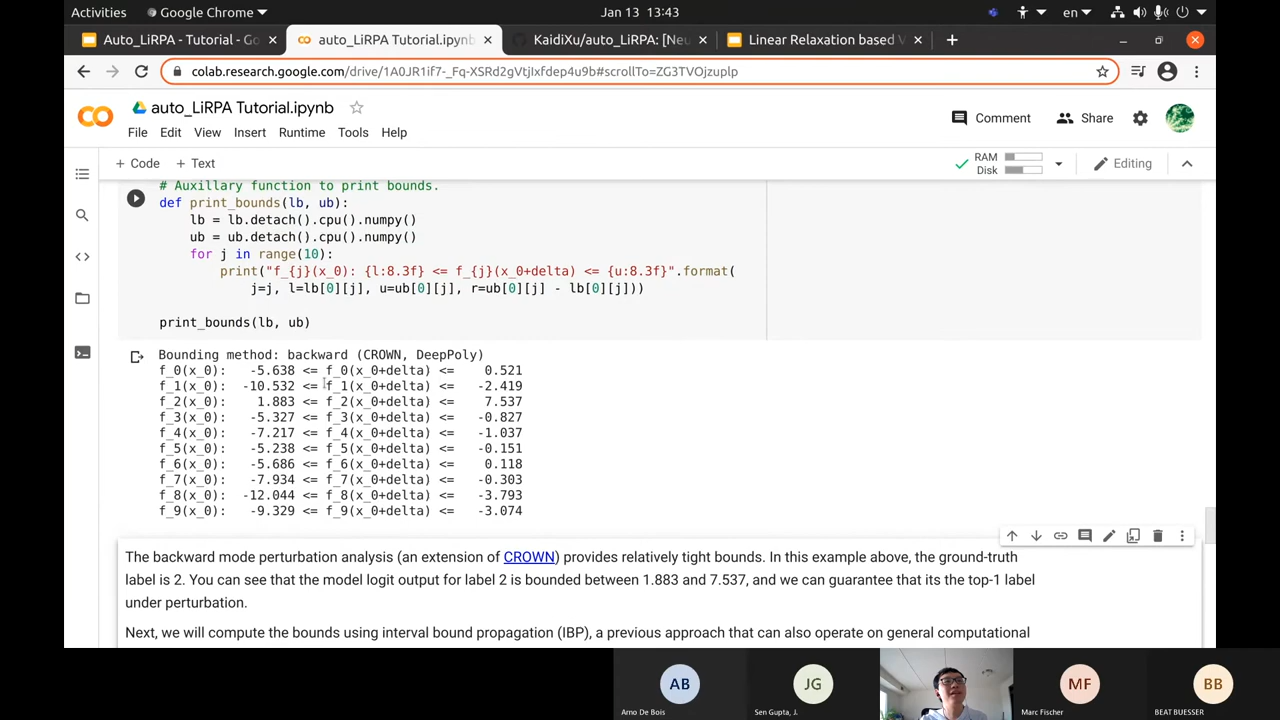 Activities
Google Chrome
Jan 13 13:43
en
Auto_LiRPA - Tutorial - Go
auto_LiRPA Tutorial.ipynb
KaidiXu/auto_LiRPA: [Neu
Linear Relaxation based V
colab.research.google.com/drive/1A0JR1if7-_Fq-XSRd2gVtjIxfdep4u9b#scrollTo=ZG3TVOjzuplp
CO
auto_LiRPA Tutorial.ipynb
Comment
Share
File Edit View Insert Runtime Tools Help
+ Code + Text
RAM
Disk
Editing
# Auxillary function to print bounds.
def print_bounds(lb, ub):
lb = lb.detach().cpu().numpy()
ub = ub.detach().cpu().numpy()
for j in range(10):
print("f_{j}(x_0): {l:8.3f} <= f_{j}(x_0+delta) <= {u:8.3f}".format(
j=j, l=lb[0][j], u=ub[0][j], r=ub[0][j] - lb[0][j]))
print_bounds(lb, ub)
Bounding method: backward (CROWN, DeepPoly)
f_0(x_0): -5.638 <= f_0(x_0+delta) <= 0.521
f_1(x_0): -10.532 <= f_1(x_0+delta) <= -2.419
f_2(x_0): 1.883 <= f_2(x_0+delta) <= 7.537
f_3(x_0): -5.327 <= f_3(x_0+delta) <= -0.827
f_4(x_0): -7.217 <= f_4(x_0+delta) <= -1.037
f_5(x_0): -5.238 <= f_5(x_0+delta) <= -0.151
f_6(x_0): -5.686 <= f_6(x_0+delta) <= 0.118
f_7(x_0): -7.934 <= f_7(x_0+delta) <= -0.303
f_8(x_0): -12.044 <= f_8(x_0+delta) <= -3.793
f_9(x_0): -9.329 <= f_9(x_0+delta) <= -3.074
The backward mode perturbation analysis (an extension of CROWN) provides relatively tight bounds. In this example above, the ground-truth
label is 2. You can see that the model logit output for label 2 is bounded between 1.883 and 7.537, and we can guarantee that its the top-1 label
under perturbation.
Next, we will compute the bounds using interval bound propagation (IBP), a previous approach that can also operate on general computational
AB
JG
MF
BB
Arno De Bois
Sen Gupta, J.
Marc Fischer
BEAT BUESSER